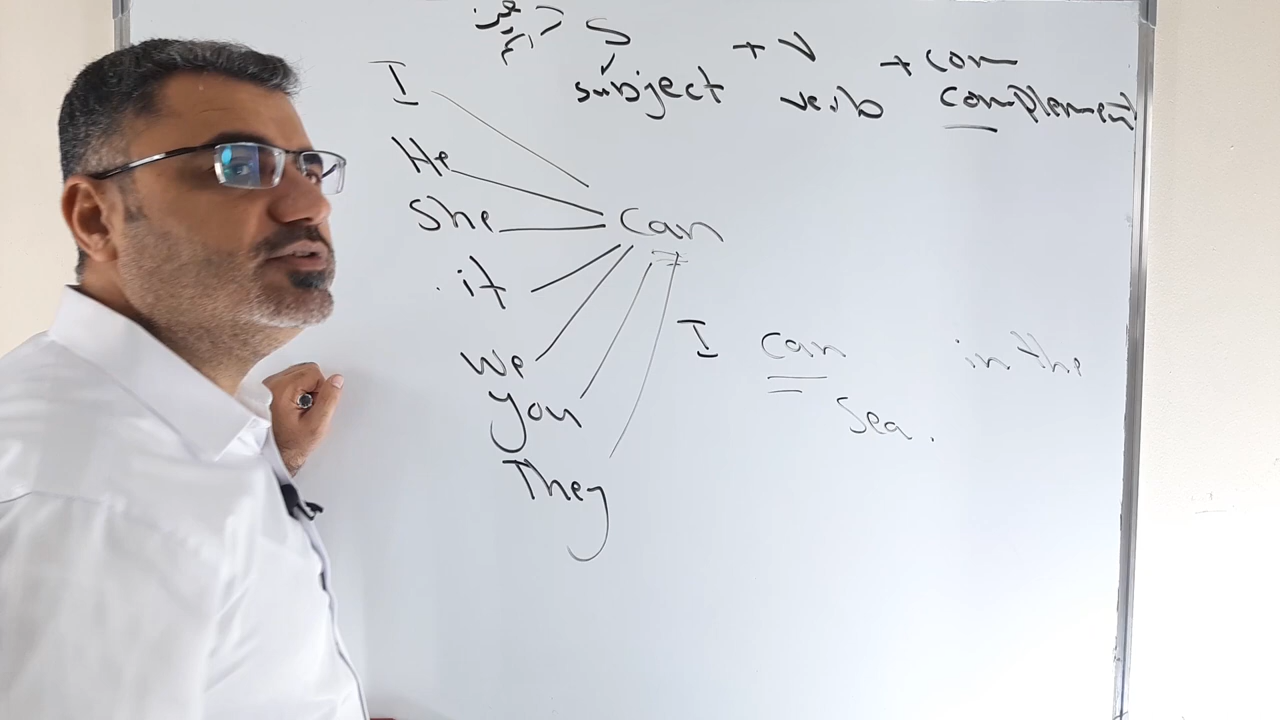 S + V + com
subject verb complement
I
He
She
it
We
you
They
can
I can in the
Sea.